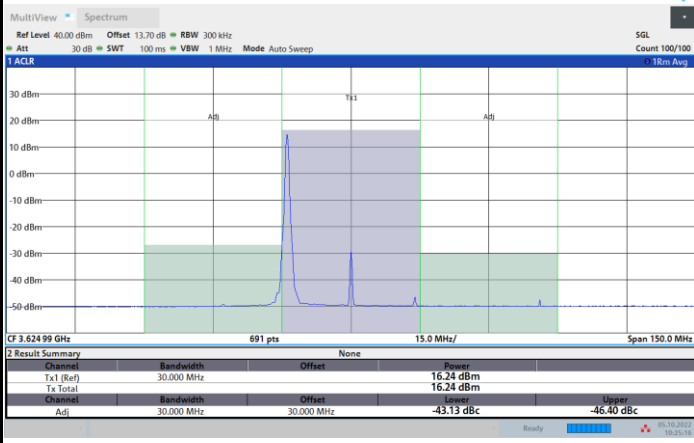 MultiView Spectrum
Ref Level 40.00 dBm Offset 13.70 dB RBW 300 kHz SGL
Att 30 dB SWT 100 ms VBW 1 MHz Mode Auto Sweep Count 100/100
1 ACLR 1Rm Avg
30 dBm
Tx1
20 dBm
Adj Adj
10 dBm
0 dBm
-10 dBm
-20 dBm
-30 dBm
-40 dBm
-50 dBm
CF 3.624 99 GHz 691 pts 15.0 MHz/ Span 150.0 MHz
2 Result Summary None
Channel Bandwidth Offset Power
Tx1 (Ref) 30.000 MHz 16.24 dBm
Tx Total 16.24 dBm
Channel Bandwidth Offset Lower Upper
Adj 30.000 MHz 30.000 MHz -43.13 dBc -46.40 dBc
Ready 05.10.2022
10:25:16